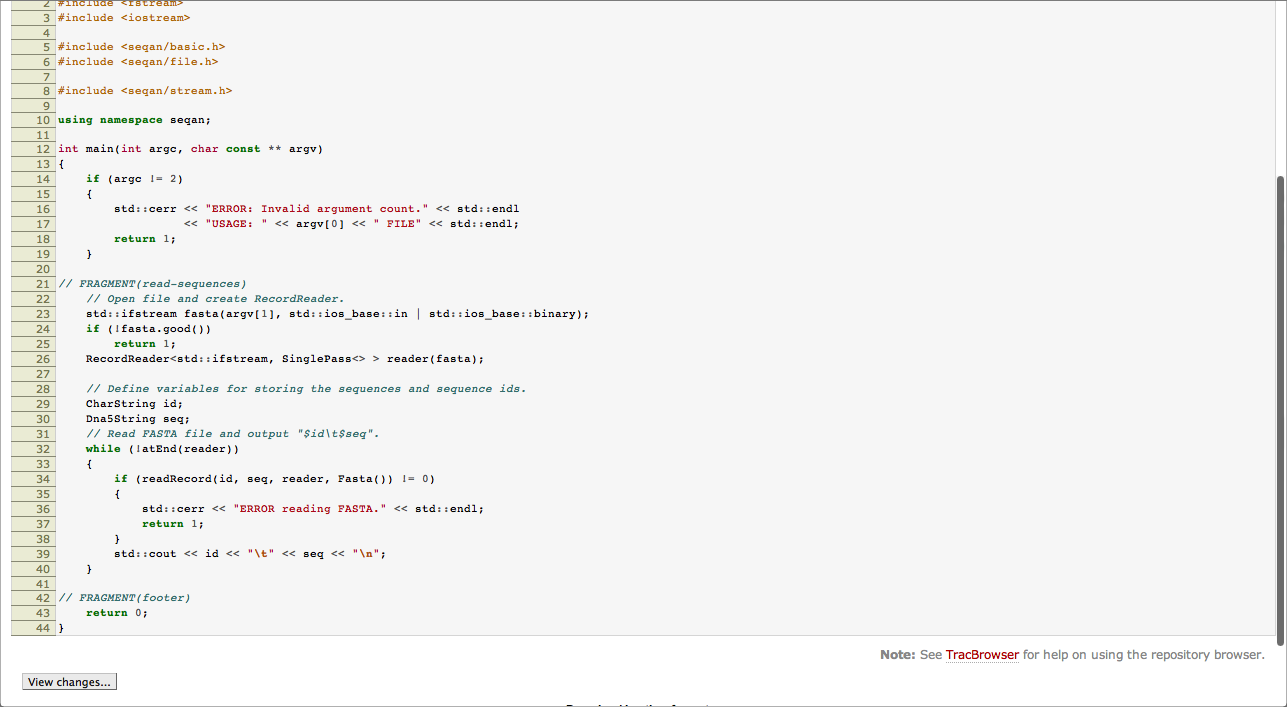 2 #include <fstream>
3 #include <iostream>
4
5 #include <seqan/basic.h>
6 #include <seqan/file.h>
7
8 #include <seqan/stream.h>
9
10 using namespace seqan;
11
12 int main(int argc, char const ** argv)
13 {
14     if (argc != 2)
15     {
16         std::cerr << "ERROR: Invalid argument count." << std::endl
17                   << "USAGE: " << argv[0] << " FILE" << std::endl;
18         return 1;
19     }
20
21 // FRAGMENT(read-sequences)
22     // Open file and create RecordReader.
23     std::ifstream fasta(argv[1], std::ios_base::in | std::ios_base::binary);
24     if (!fasta.good())
25         return 1;
26     RecordReader<std::ifstream, SinglePass<> > reader(fasta);
27
28     // Define variables for storing the sequences and sequence ids.
29     CharString id;
30     Dna5String seq;
31     // Read FASTA file and output "$id\t$seq".
32     while (!atEnd(reader))
33     {
34         if (readRecord(id, seq, reader, Fasta()) != 0)
35         {
36             std::cerr << "ERROR reading FASTA." << std::endl;
37             return 1;
38         }
39         std::cout << id << "\t" << seq << "\n";
40     }
41
42 // FRAGMENT(footer)
43     return 0;
44 }
Note: See TracBrowser for help on using the repository browser.
View changes...